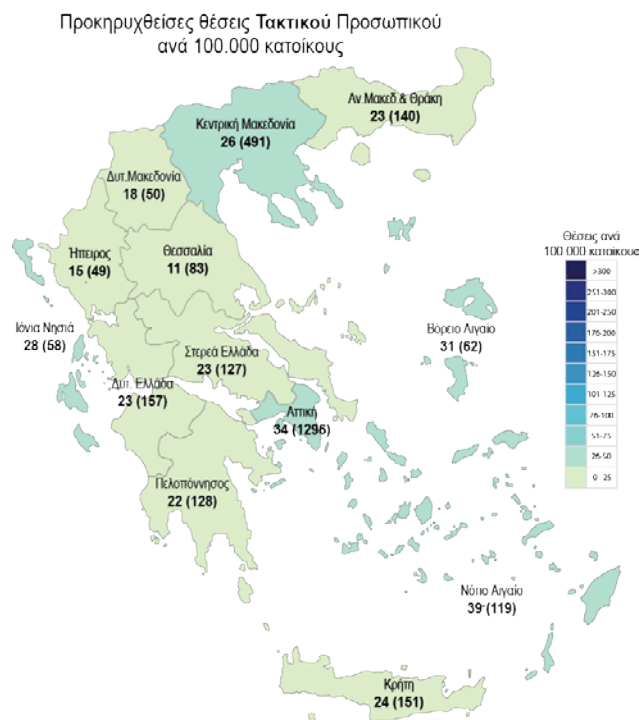 Προκηρυχθείσες θέσεις Τακτικού Προσωπικού
ανά 100.000 κατοίκους
Αν.Μακεδ & Θράκη
23 (140)
Κεντρική Μακεδονία
26 (491)
Δυτ.Μακεδονία
18 (50)
Ήπειρος
15 (49)
Θεσσαλία
11 (83)
Ιόνια Νησιά
28 (58)
Βόρειο Αιγαίο
31 (62)
Στερεά Ελλάδα
23 (127)
Δυτ. Ελλάδα
23 (157)
Αττική
34 (1296)
Πελοπόννησος
22 (128)
Νότιο Αιγαίο
39 (119)
Κρήτη
24 (151)
Θέσεις ανά
100.000 κατοίκους
>300
251-300
201-250
176-200
151-175
126-150
101-125
76-100
51-75
26-50
0-25